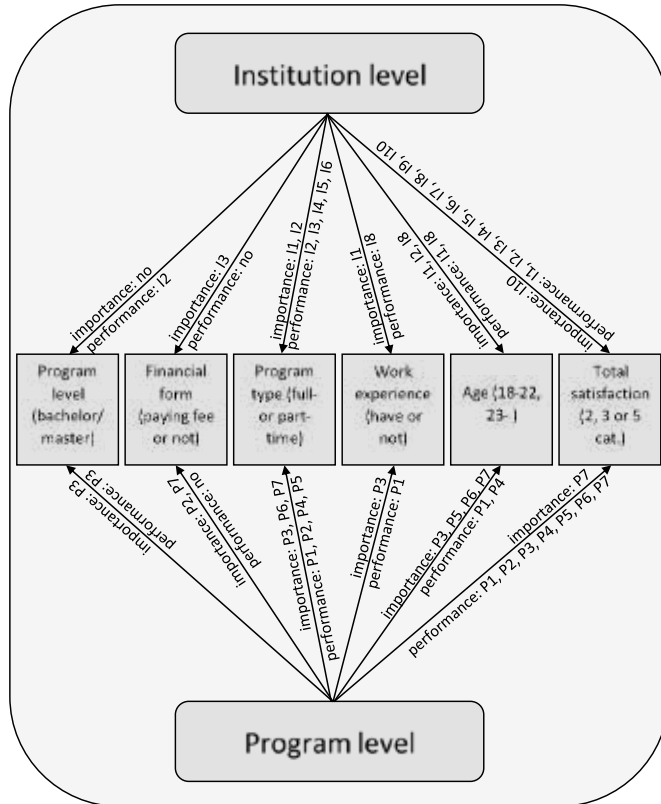 Institution level
importance: no
performance: I2
importance: I3
performance: no
importance: I1, I2
performance: I2, I3, I4, I5, I6
importance: I1
performance: I8
importance: I1, I2, I8
performance: I1, I8
importance: I10
performance: I1, I2, I3, I4, I5, I6, I7, I8, I9, I10
Program
level
(bachelor/
master)
Financial
form
(paying fee
or not)
Program
type (full-
or part-
time)
Work
experience
(have or
not)
Age (18-22,
23- )
Total
satisfaction
(2, 3 or 5
cat.)
importance: P3
performance: P3
importance: P2, P7
performance: no
importance: P3, P6, P7
performance: P1, P2, P4, P5
importance: P3
performance: P1
importance: P3, P5, P6, P7
performance: P1, P4
importance: P7
performance: P1, P2, P3, P4, P5, P6, P7
Program level